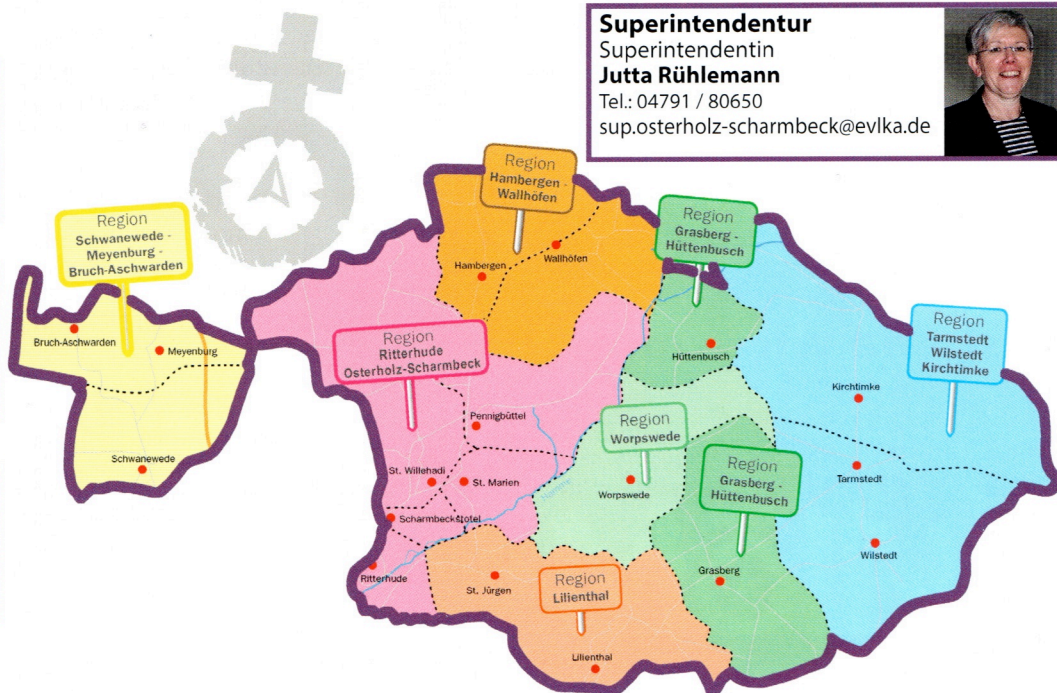 Superintendentur
Superintendentin
Jutta Rühlemann
Tel.: 04791 / 80650
sup.osterholz-scharmbeck@evlka.de
Region
Hambergen -
Wallhöfen
Region
Schwanewede -
Meyenburg -
Bruch-Aschwarden
Region
Grasberg -
Hüttenbusch
Region
Tarmstedt
Wilstedt
Kirchtimke
Region
Ritterhude
Osterholz-Scharmbeck
Region
Worpswede
Region
Grasberg -
Hüttenbusch
Region
Lilienthal
Wallhöfen
Hambergen
Bruch-Aschwarden
Meyenburg
Schwanewede
Hüttenbusch
Kirchtimke
Pennigbüttel
St. Willehadi
St. Marien
Scharmbeckstotel
Ritterhude
Worpswede
Tarmstedt
Wilstedt
Grasberg
St. Jürgen
Lilienthal